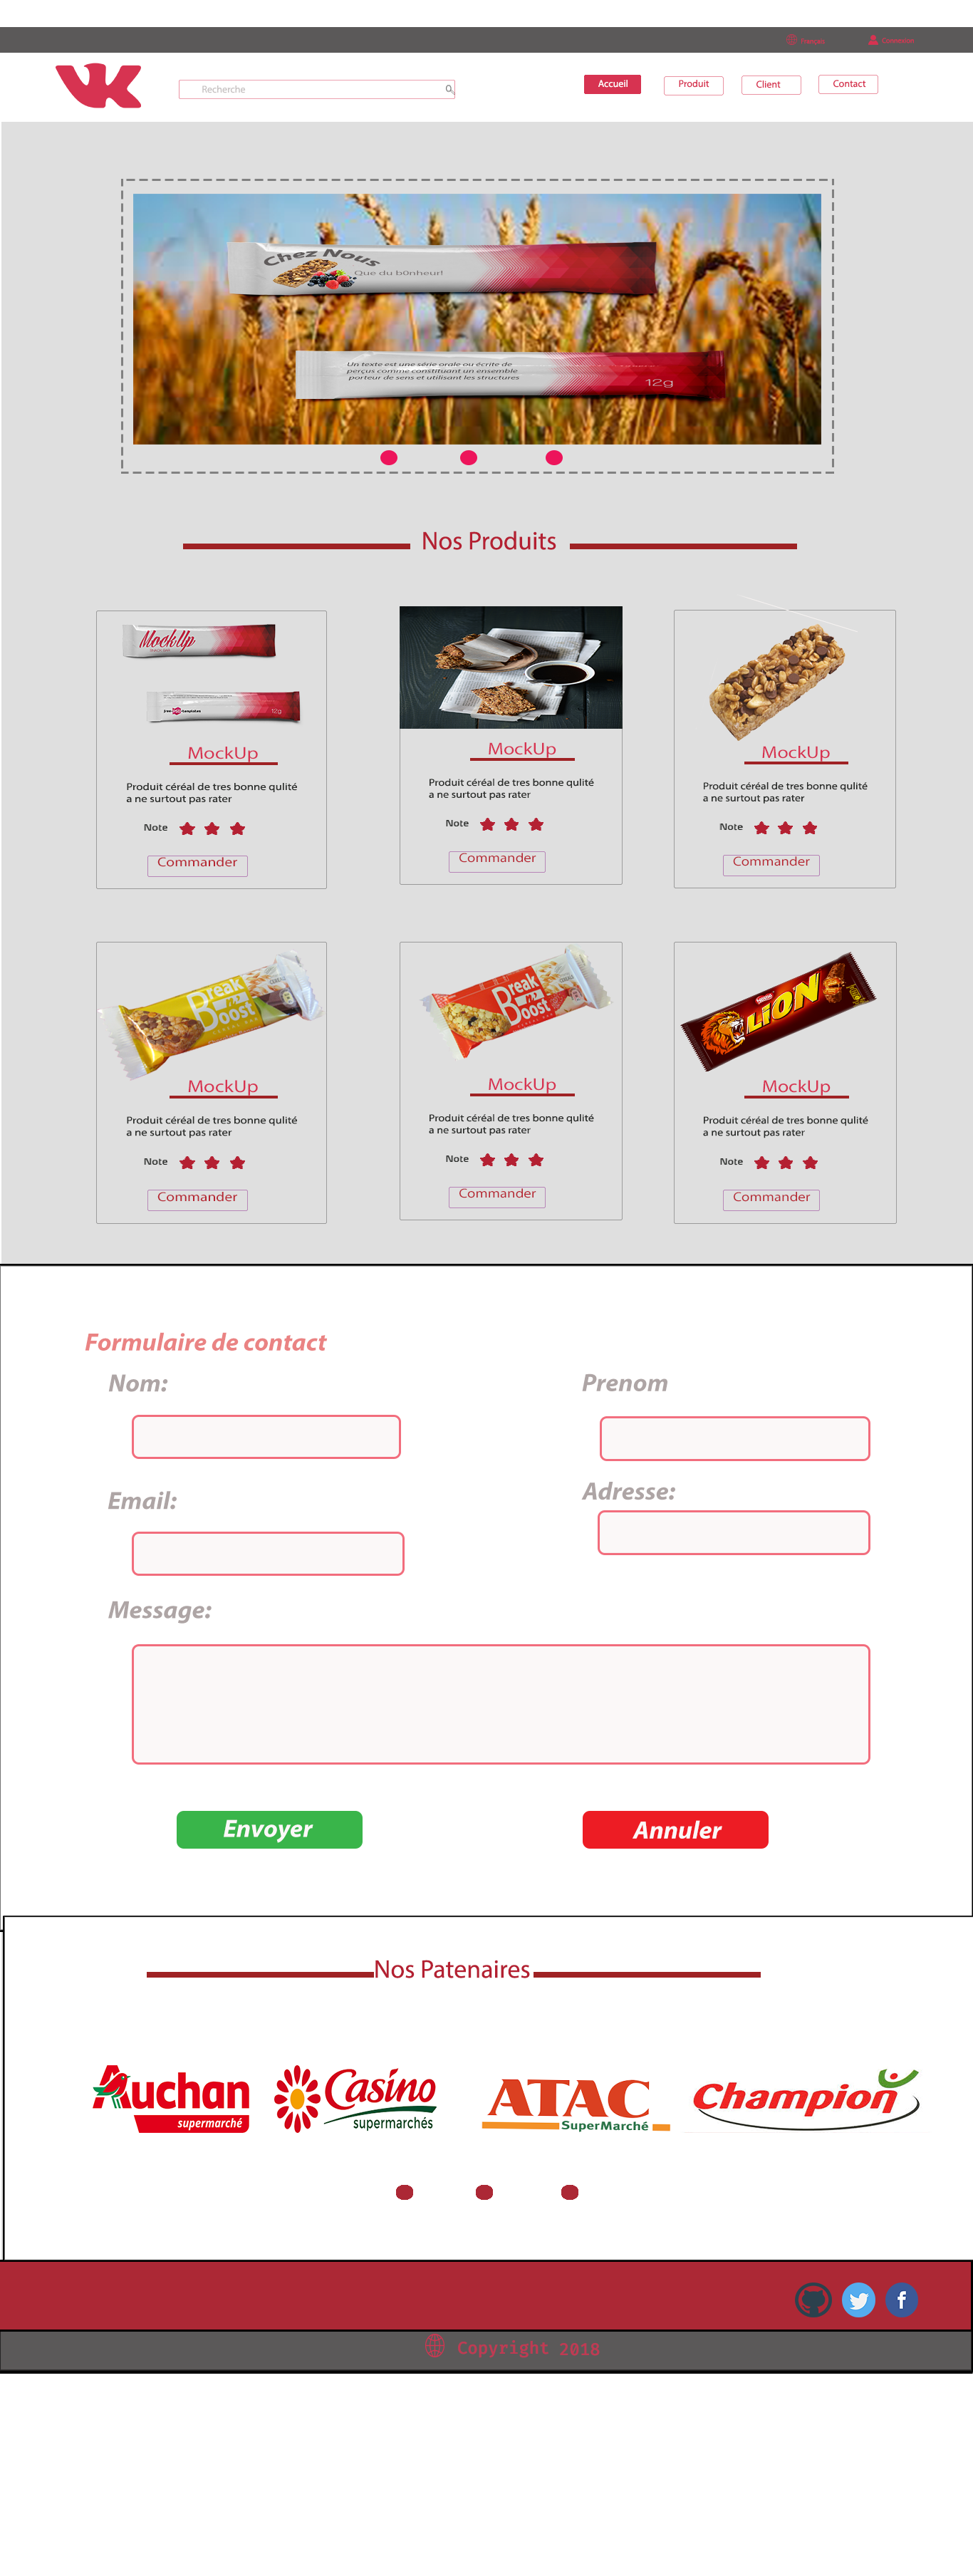 Français
Connexion
Recherche
Accueil
Produit
Client
Contact
Chez Nous
Que du b0nheur!
Un texte est une série orale ou écrite de
perçus comme constituant un ensemble
porteur de sens et utilisant les structures
12g
Nos Produits
MockUp
12g
MockUp
Produit céréal de tres bonne qulité
a ne surtout pas rater
Note
Commander
MockUp
Produit céréal de tres bonne qulité
a ne surtout pas rater
Note
Commander
MockUp
Produit céréal de tres bonne qulité
a ne surtout pas rater
Note
Commander
Break
my
Boost
MockUp
Produit céréal de tres bonne qulité
a ne surtout pas rater
Note
Commander
Break
my
Boost
MockUp
Produit céréal de tres bonne qulité
a ne surtout pas rater
Note
Commander
Nestlé
LION
MockUp
Produit céréal de tres bonne qulité
a ne surtout pas rater
Note
Commander
Formulaire de contact
Nom:
Prenom
Email:
Adresse:
Message:
Envoyer
Annuler
Nos Patenaires
Auchan
supermarché
Casino
supermarchés
ATAC
SuperMarché
Champion
Copyright 2018